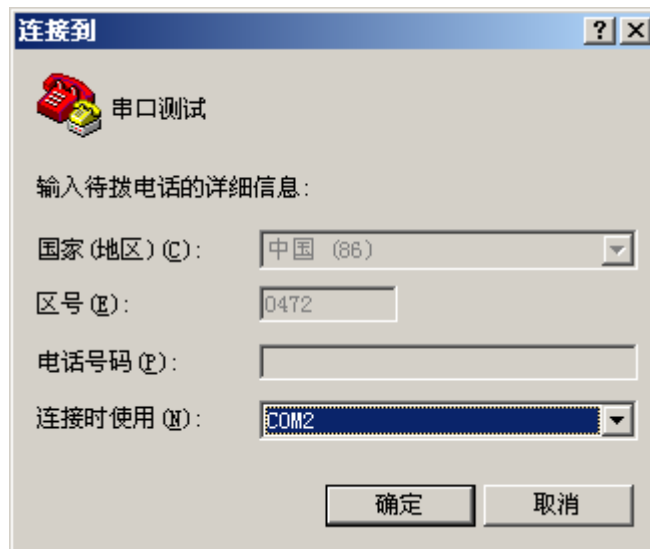 连接到
串口测试
输入待拨电话的详细信息:
国家(地区)(C): 中国 (86)
区号(E): 0472
电话号码(P):
连接时使用(N): COM2
确定 取消